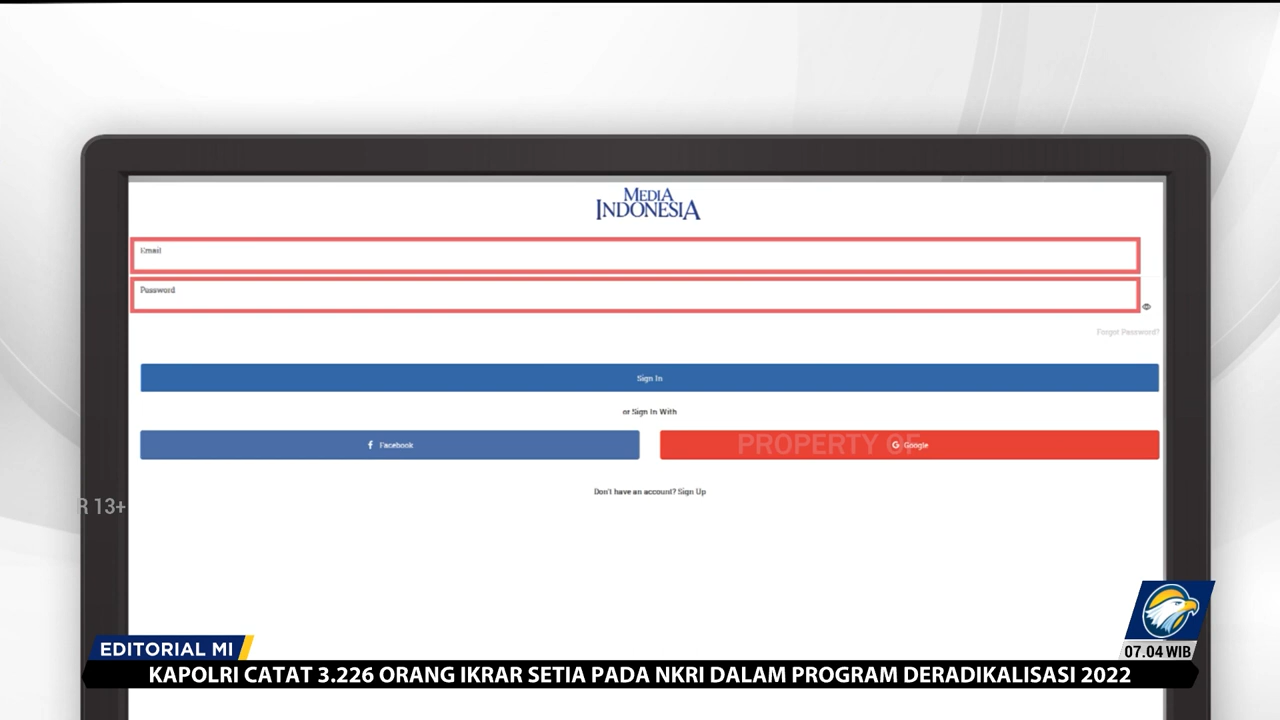 MEDIA
INDONESIA
Email
Password
Forgot Password?
Sign In
or Sign In With
Facebook
PROPERTY OF
Google
Don't have an account? Sign Up
R 13+
EDITORIAL MI
07.04 WIB
KAPOLRI CATAT 3.226 ORANG IKRAR SETIA PADA NKRI DALAM PROGRAM DERADIKALISASI 2022